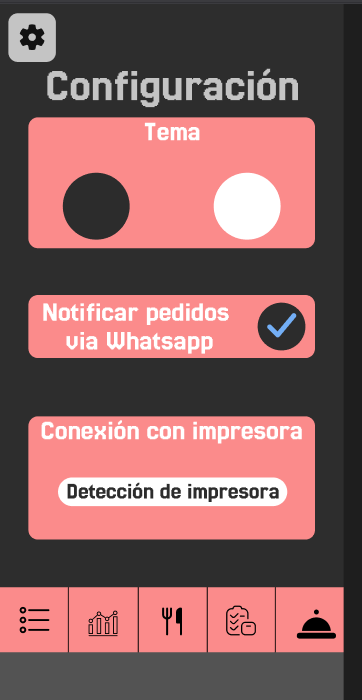 Configuración
Tema
Notificar pedidos
via Whatsapp
Conexión con impresora
Detección de impresora